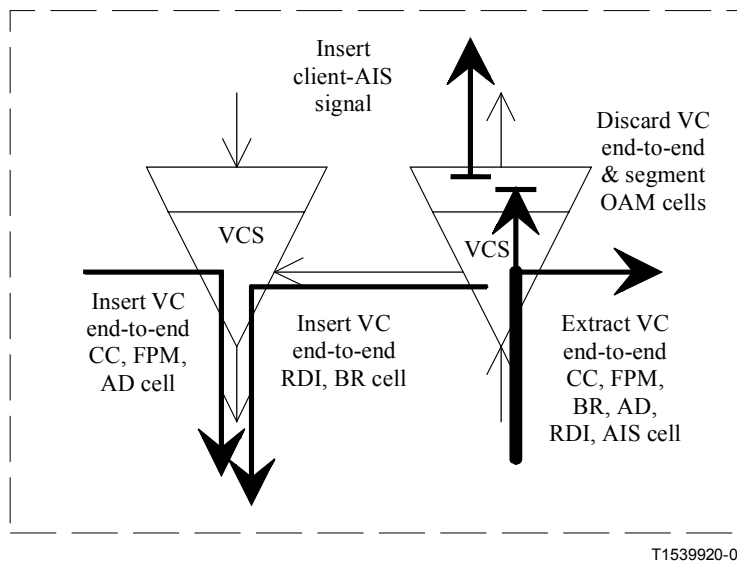 Insert
client-AIS
signal
Discard VC
end-to-end
& segment
OAM cells
VCS
VCS
Insert VC
end-to-end
CC, FPM,
AD cell
Insert VC
end-to-end
RDI, BR cell
Extract VC
end-to-end
CC, FPM,
BR, AD,
RDI, AIS cell
T1539920-0